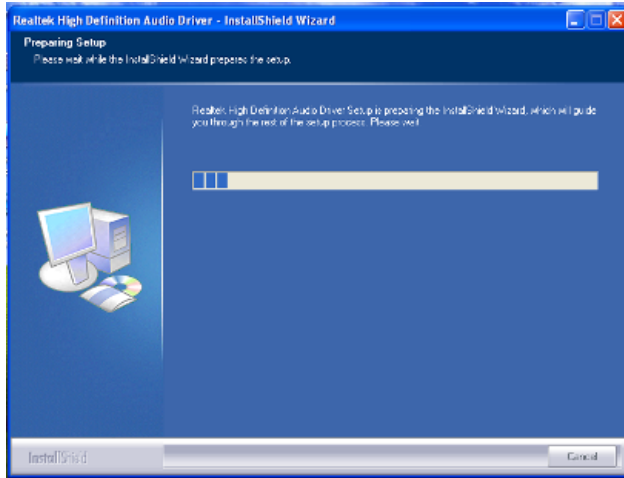 Realtek High Definition Audio Driver - InstallShield Wizard
Preparing Setup
Please wait while the InstallShield Wizard prepares the setup.
Realtek High Definition Audio Driver Setup is preparing the InstallShield Wizard, which will guide
you through the rest of the setup process. Please wait.
InstallShield
Cancel